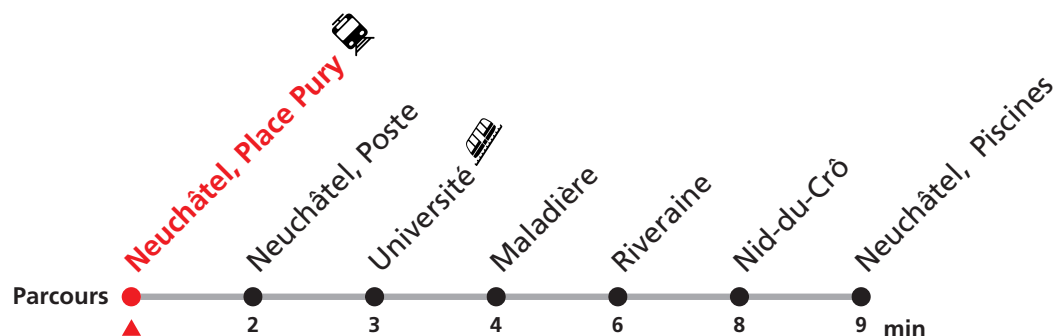 Neuchâtel, Place Pury
Neuchâtel, Poste
Université
Maladière
Riveraine
Nid-du-Crô
Neuchâtel, Piscines
Parcours
2 3 4 6 8 9 min